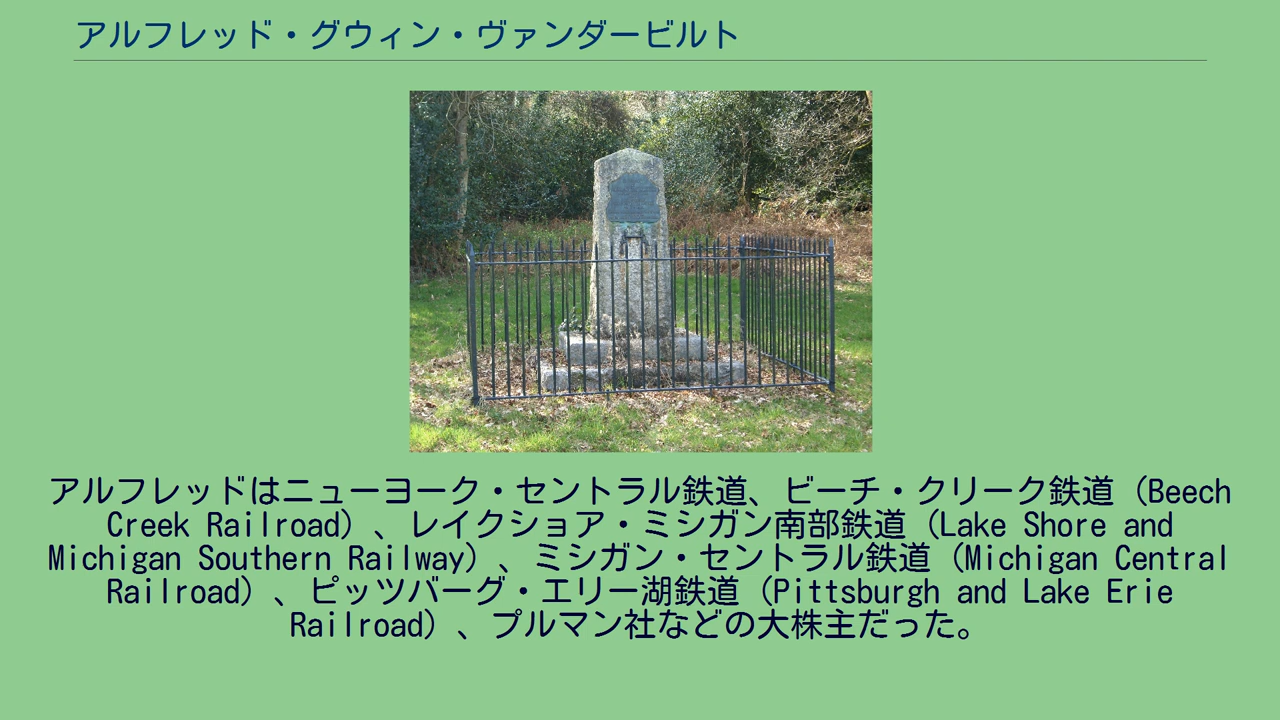 アルフレッド・グウィン・ヴァンダービルト
アルフレッドはニューヨーク・セントラル鉄道、ビーチ・クリーク鉄道（Beech
Creek Railroad）、レイクショア・ミシガン南部鉄道（Lake Shore and
Michigan Southern Railway）、ミシガン・セントラル鉄道（Michigan Central
Railroad）、ピッツバーグ・エリー湖鉄道（Pittsburgh and Lake Erie
Railroad）、プルマン社などの大株主だった。